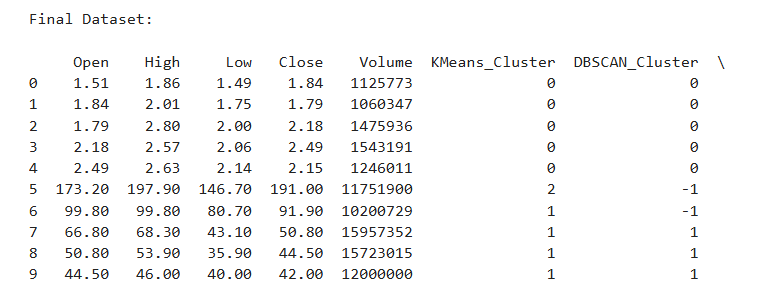 Final Dataset:
Open High Low Close Volume KMeans_Cluster DBSCAN_Cluster \
0 1.51 1.86 1.49 1.84 1125773 0 0
1 1.84 2.01 1.75 1.79 1060347 0 0
2 1.79 2.80 2.00 2.18 1475936 0 0
3 2.18 2.57 2.06 2.49 1543191 0 0
4 2.49 2.63 2.14 2.15 1246011 0 0
5 173.20 197.90 146.70 191.00 11751900 2 -1
6 99.80 99.80 80.70 91.90 10200729 1 -1
7 66.80 68.30 43.10 50.80 15957352 1 1
8 50.80 53.90 35.90 44.50 15723015 1 1
9 44.50 46.00 40.00 42.00 12000000 1 1